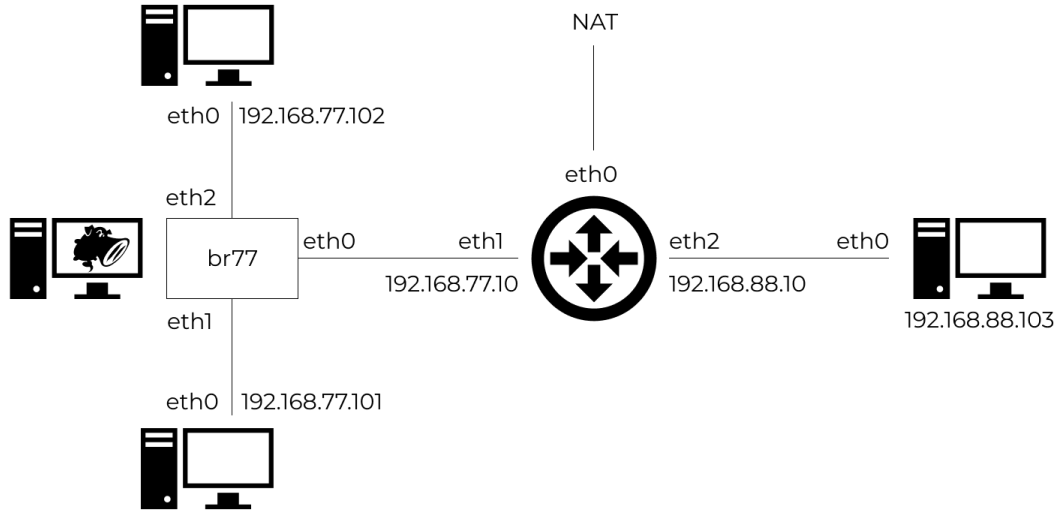 NAT
eth0 192.168.77.102
eth0
eth2
br77
eth0
eth1
eth2
eth0
192.168.77.10
192.168.88.10
192.168.88.103
eth1
eth0 192.168.77.101